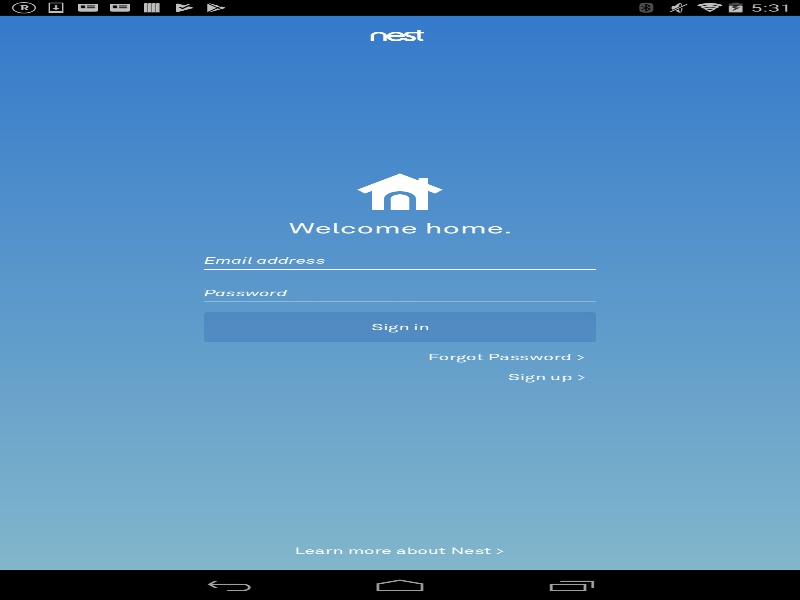 R
5:31
nest
Welcome home.
Email address
Password
Sign in
Forgot Password >
Sign up >
Learn more about Nest >